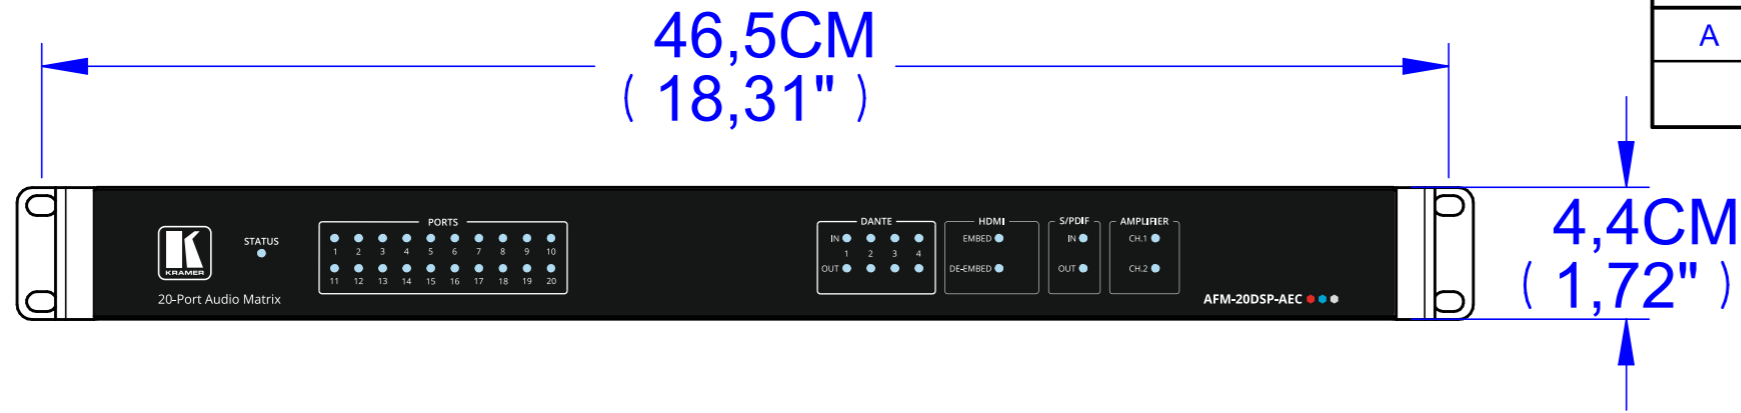 46,5CM
( 18,31" )
A
4,4CM
( 1,72" )
KRAMER
20-Port Audio Matrix
STATUS
PORTS
1 2 3 4 5 6 7 8 9 10
11 12 13 14 15 16 17 18 19 20
DANTE
IN
1 2 3 4
OUT
HDMI
EMBED
DE-EMBED
S/PDIF
IN
OUT
AMPLIFIER
CH.1
CH.2
AFM-20DSP-AEC